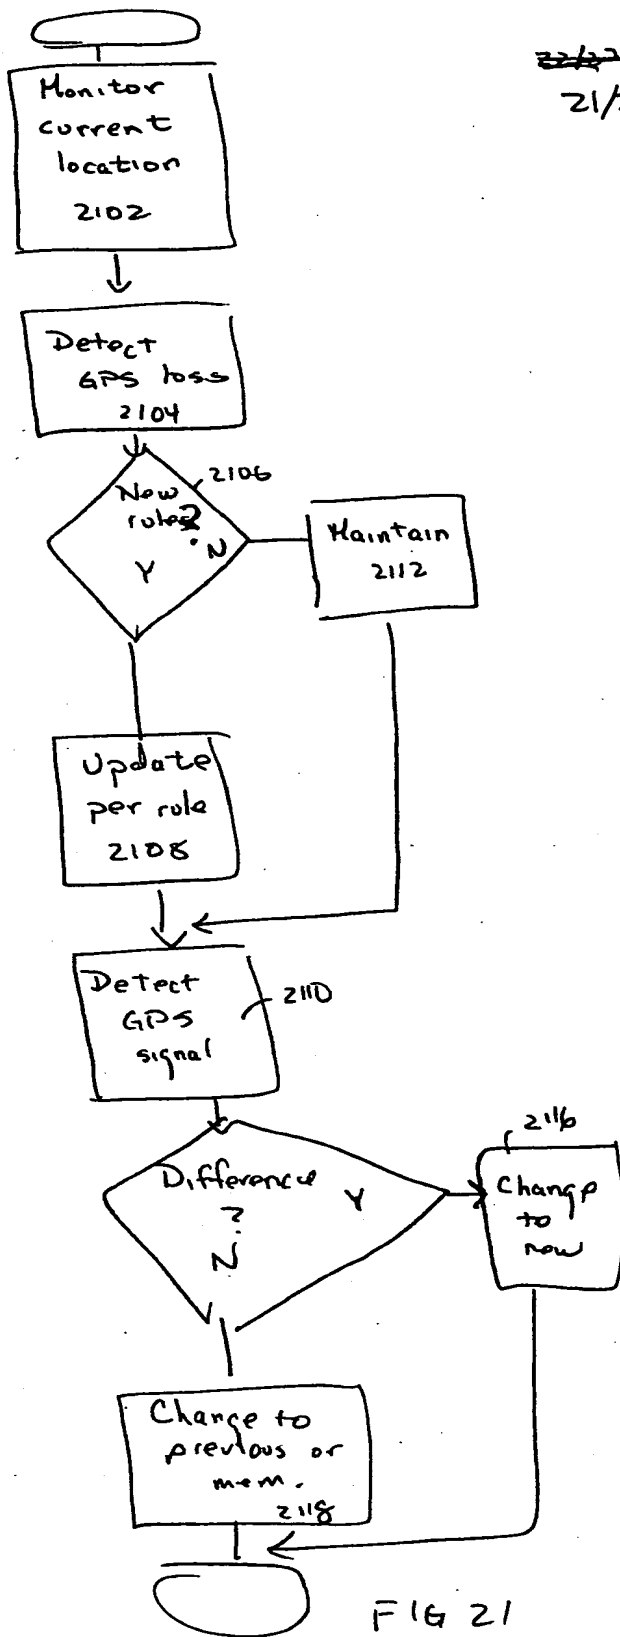 21/
Monitor
current
location
2102
Detect
GPS loss
2104
2106
New
rules?
N
Y
Maintain
2112
Update
per rule
2108
Detect
GPS
signal
2110
Difference
?
Y
N
2116
Change
to
new
Change to
previous or
mem.
2118
FIG 21